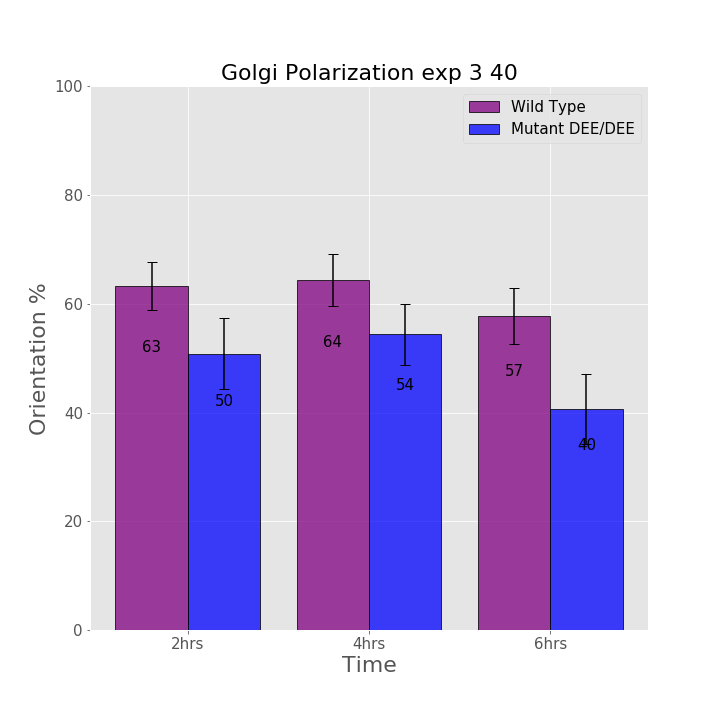 Golgi Polarization exp 3 40
Wild Type
Mutant DEE/DEE
100
80
60
40
20
0
Orientation %
63
50
64
54
57
40
2hrs
4hrs
6hrs
Time